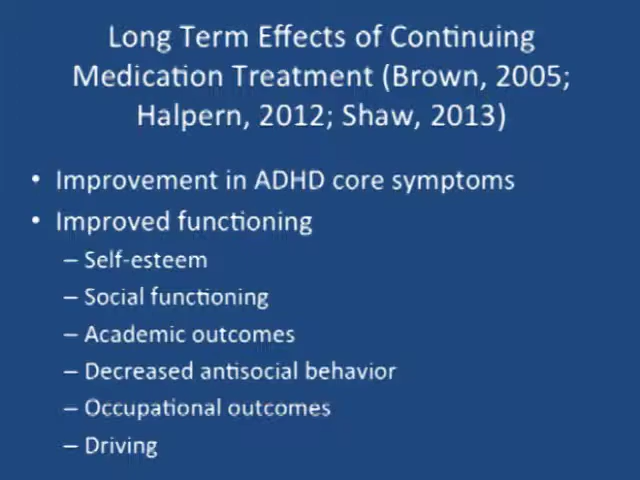 Long Term Effects of Continuing
Medication Treatment (Brown, 2005;
Halpern, 2012; Shaw, 2013)
• Improvement in ADHD core symptoms
• Improved functioning
– Self-esteem
– Social functioning
– Academic outcomes
– Decreased antisocial behavior
– Occupational outcomes
– Driving